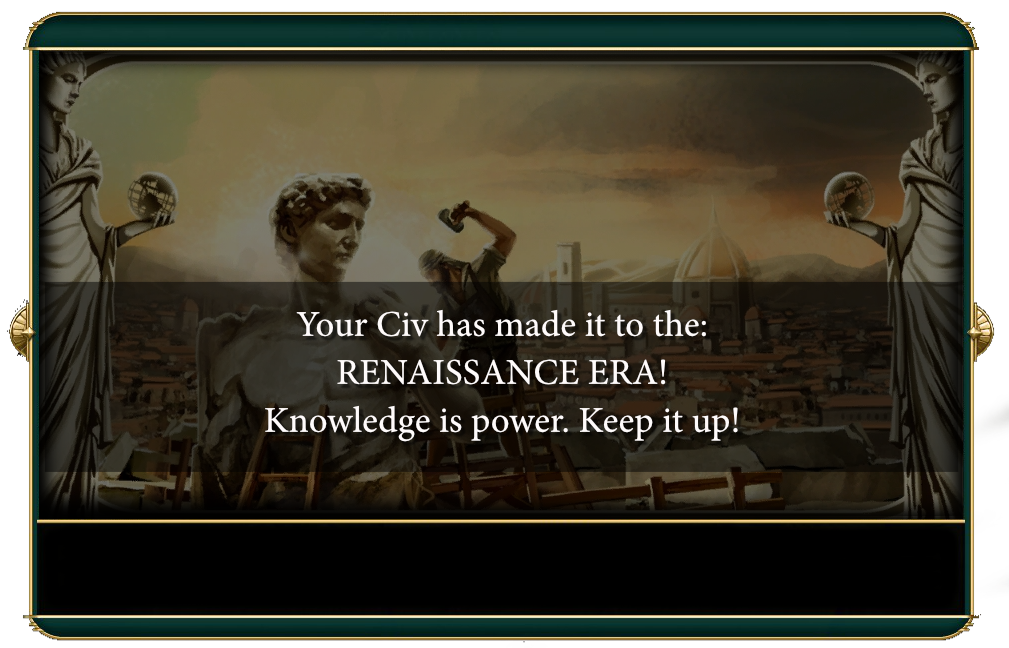 Your Civ has made it to the:
RENAISSANCE ERA!
Knowledge is power. Keep it up!